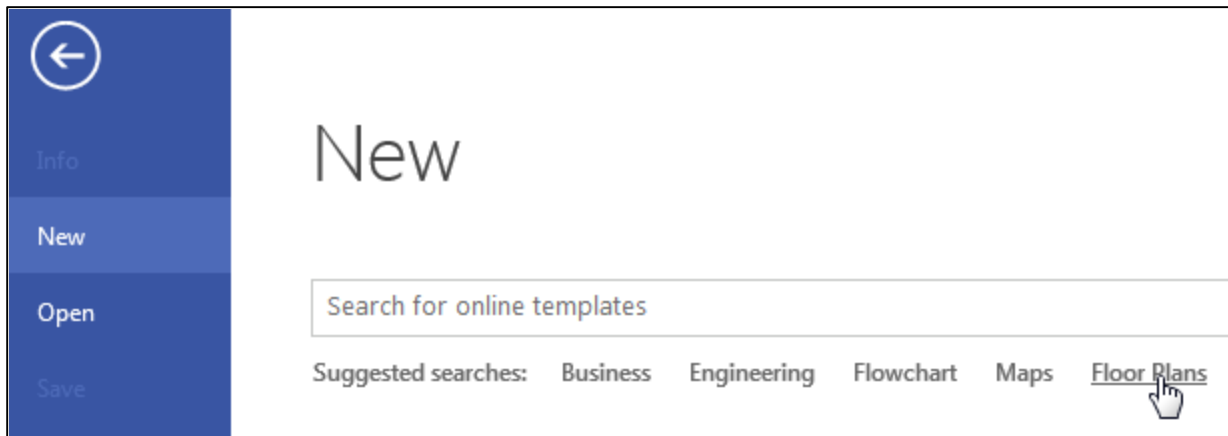 Info
New
Open
Save
New
Search for online templates
Suggested searches: Business Engineering Flowchart Maps Floor Plans